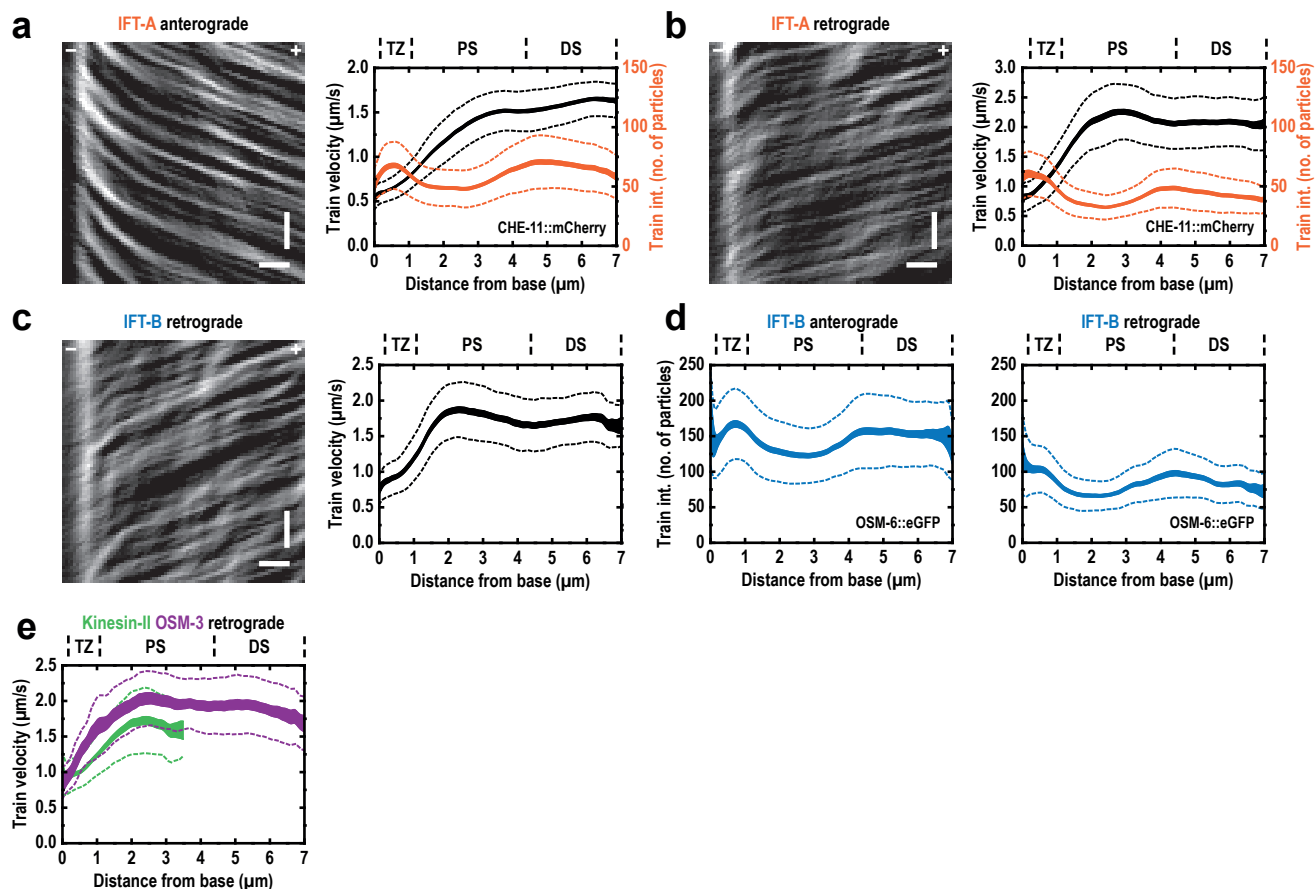 a
IFT-A anterograde
– +
TZ PS DS
2.0 150
1.5 100
1.0
0.5 50
0.0 0
Train velocity (µm/s)
Train int. (no. of particles)
CHE-11::mCherry
0 1 2 3 4 5 6 7
Distance from base (µm)
b
IFT-A retrograde
– +
TZ PS DS
3.0 150
2.5
2.0 100
1.5
1.0 50
0.5
0.0 0
Train velocity (µm/s)
Train int. (no. of particles)
CHE-11::mCherry
0 1 2 3 4 5 6 7
Distance from base (µm)
c
IFT-B retrograde
– +
TZ PS DS
2.5
2.0
1.5
1.0
0.5
0.0
Train velocity (µm/s)
0 1 2 3 4 5 6 7
Distance from base (µm)
d
IFT-B anterograde
TZ PS DS
250
200
150
100
50
0
Train int. (no. of particles)
OSM-6::eGFP
0 1 2 3 4 5 6 7
Distance from base (µm)
IFT-B retrograde
TZ PS DS
250
200
150
100
50
0
OSM-6::eGFP
0 1 2 3 4 5 6 7
Distance from base (µm)
e
Kinesin-II OSM-3 retrograde
TZ PS DS
2.5
2.0
1.5
1.0
0.5
0.0
Train velocity (µm/s)
0 1 2 3 4 5 6 7
Distance from base (µm)